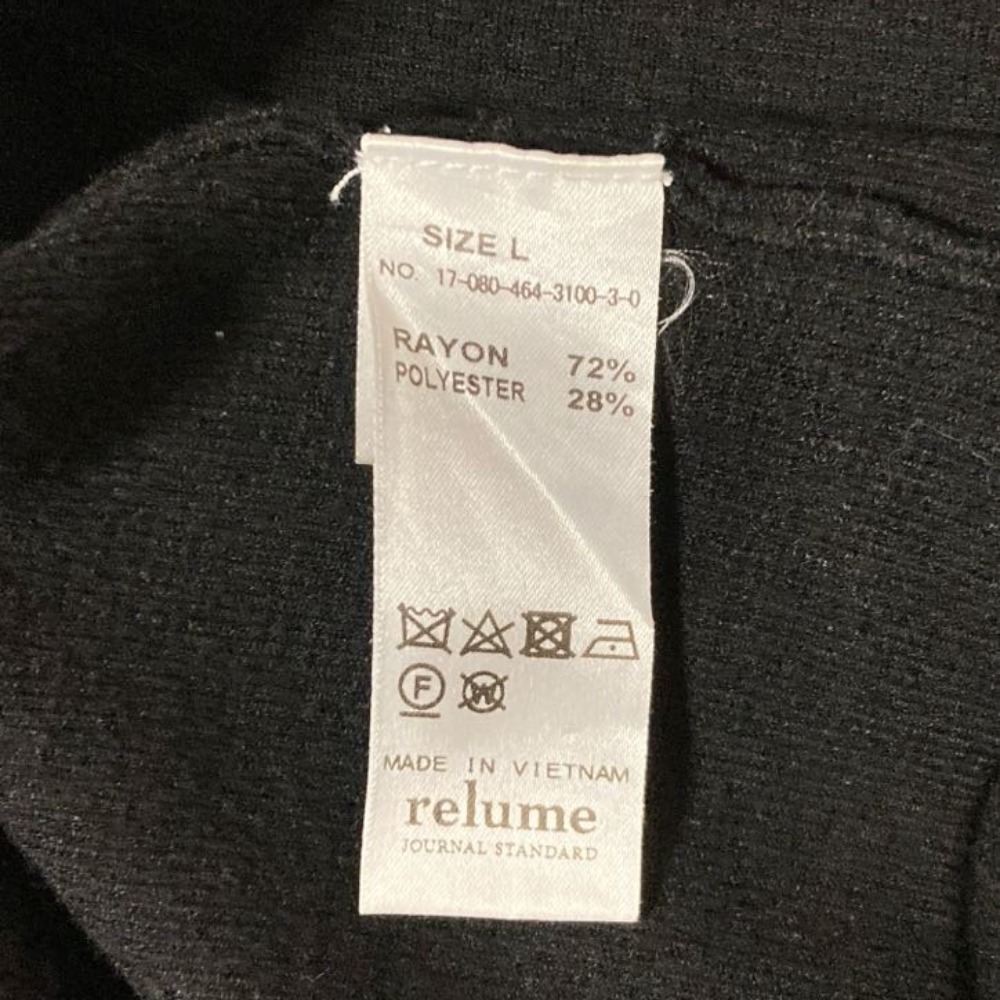 SIZE L
NO. 17-080-464-3100-3-0
RAYON 72%
POLYESTER 28%
F W
MADE IN VIETNAM
relume
JOURNAL STANDARD